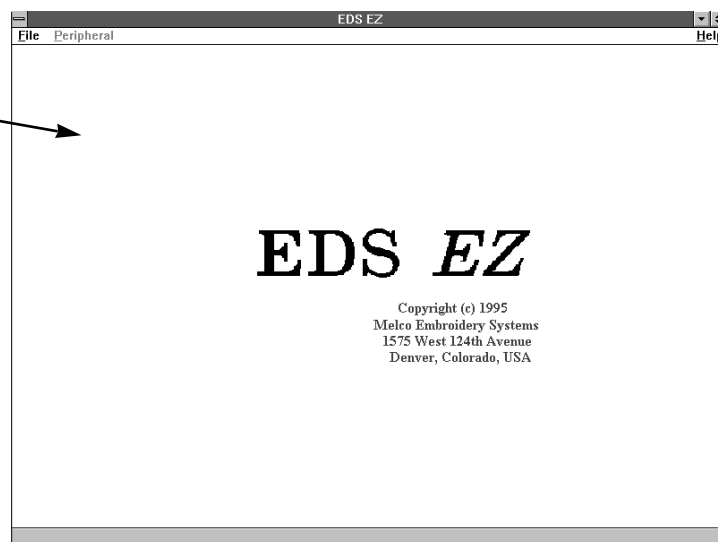 EDS EZ
File Peripheral Help
EDS EZ
Copyright (c) 1995
Melco Embroidery Systems
1575 West 124th Avenue
Denver, Colorado, USA